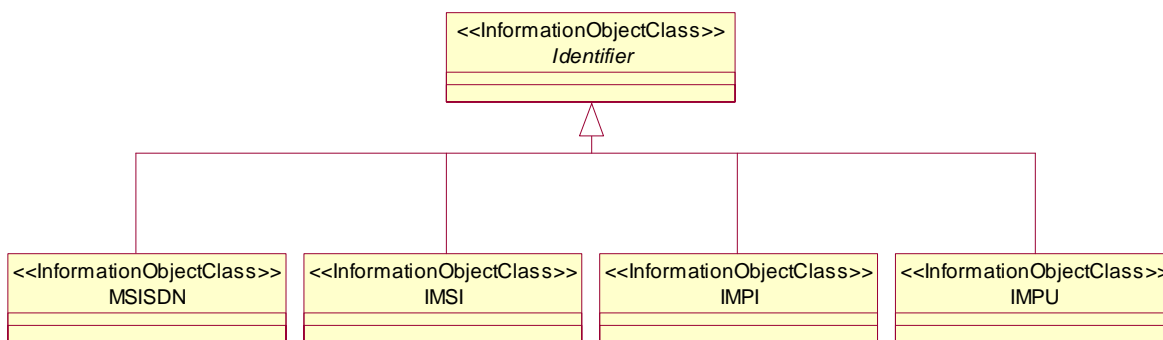 <<InformationObjectClass>>
Identifier
<<InformationObjectClass>>
MSISDN
<<InformationObjectClass>>
IMSI
<<InformationObjectClass>>
IMPI
<<InformationObjectClass>>
IMPU